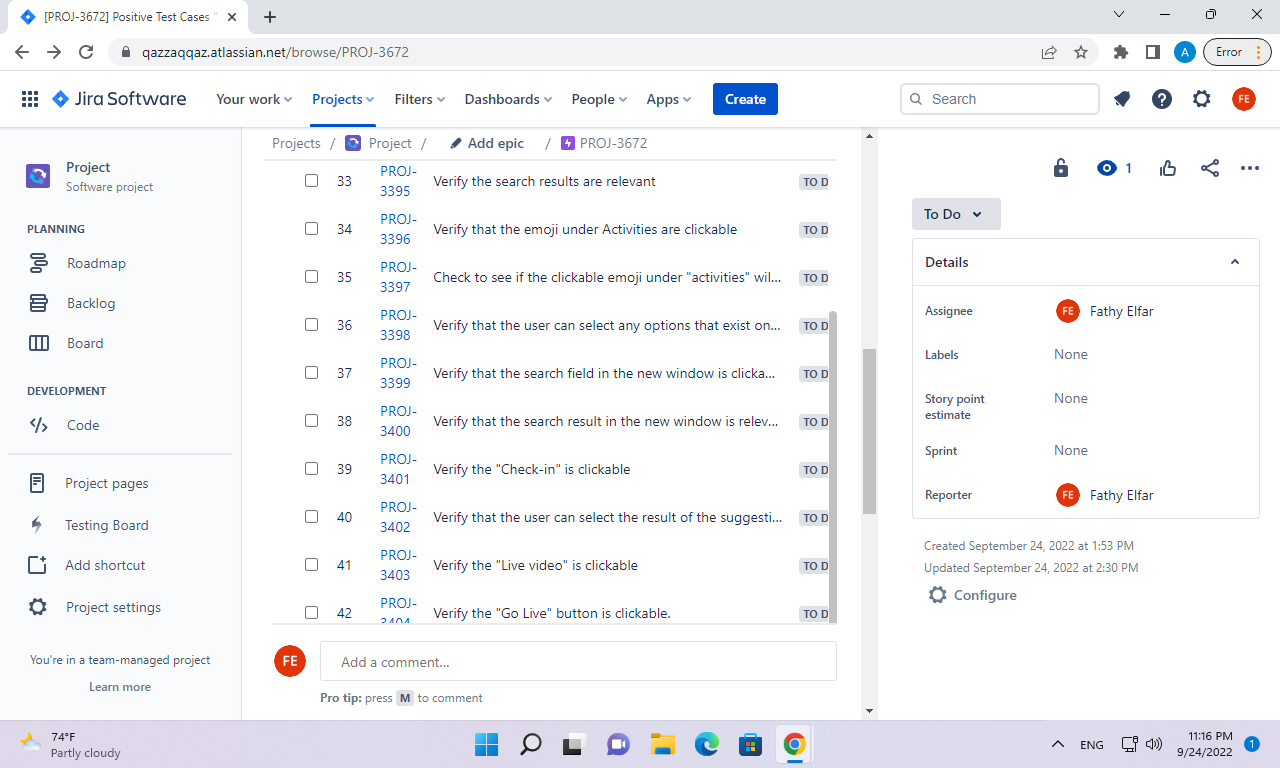 [PROJ-3672] Positive Test Cases "
qazzaqqaz.atlassian.net/browse/PROJ-3672
A
Error
Jira Software
Your work
Projects
Filters
Dashboards
People
Apps
Create
Search
FE
Project
Software project
PLANNING
Roadmap
Backlog
Board
DEVELOPMENT
Code
Project pages
Testing Board
Add shortcut
Project settings
You're in a team-managed project
Learn more
Projects / Project / Add epic / PROJ-3672
33 PROJ-3395 Verify the search results are relevant TO D
34 PROJ-3396 Verify that the emoji under Activities are clickable TO D
35 PROJ-3397 Check to see if the clickable emoji under "activities" wil... TO D
36 PROJ-3398 Verify that the user can select any options that exist on... TO D
37 PROJ-3399 Verify that the search field in the new window is clicka... TO D
38 PROJ-3400 Verify that the search result in the new window is relev... TO D
39 PROJ-3401 Verify the "Check-in" is clickable TO D
40 PROJ-3402 Verify that the user can select the result of the suggesti... TO D
41 PROJ-3403 Verify the "Live video" is clickable TO D
42 PROJ-3404 Verify the "Go Live" button is clickable. TO D
FE
Add a comment...
Pro tip: press M to comment
1
To Do
Details
Assignee FE Fathy Elfar
Labels None
Story point estimate None
Sprint None
Reporter FE Fathy Elfar
Created September 24, 2022 at 1:53 PM
Updated September 24, 2022 at 2:30 PM
Configure
74°F
Partly cloudy
ENG
11:16 PM
9/24/2022
1